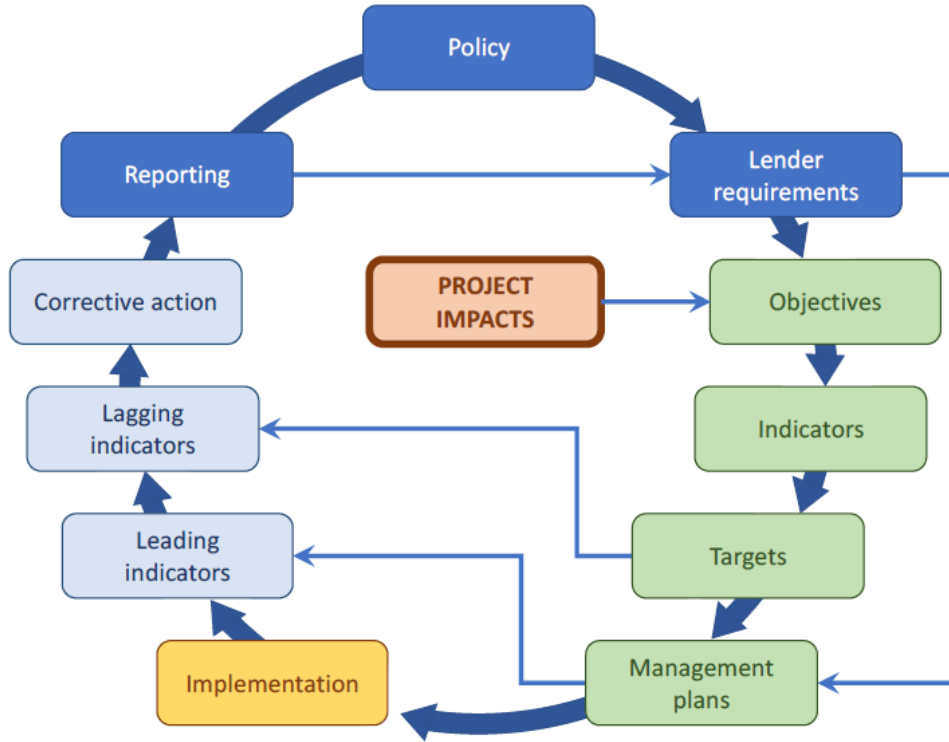 Policy
Reporting
Lender
requirements
Corrective action
PROJECT
IMPACTS
Objectives
Lagging
indicators
Indicators
Leading
indicators
Targets
Implementation
Management
plans